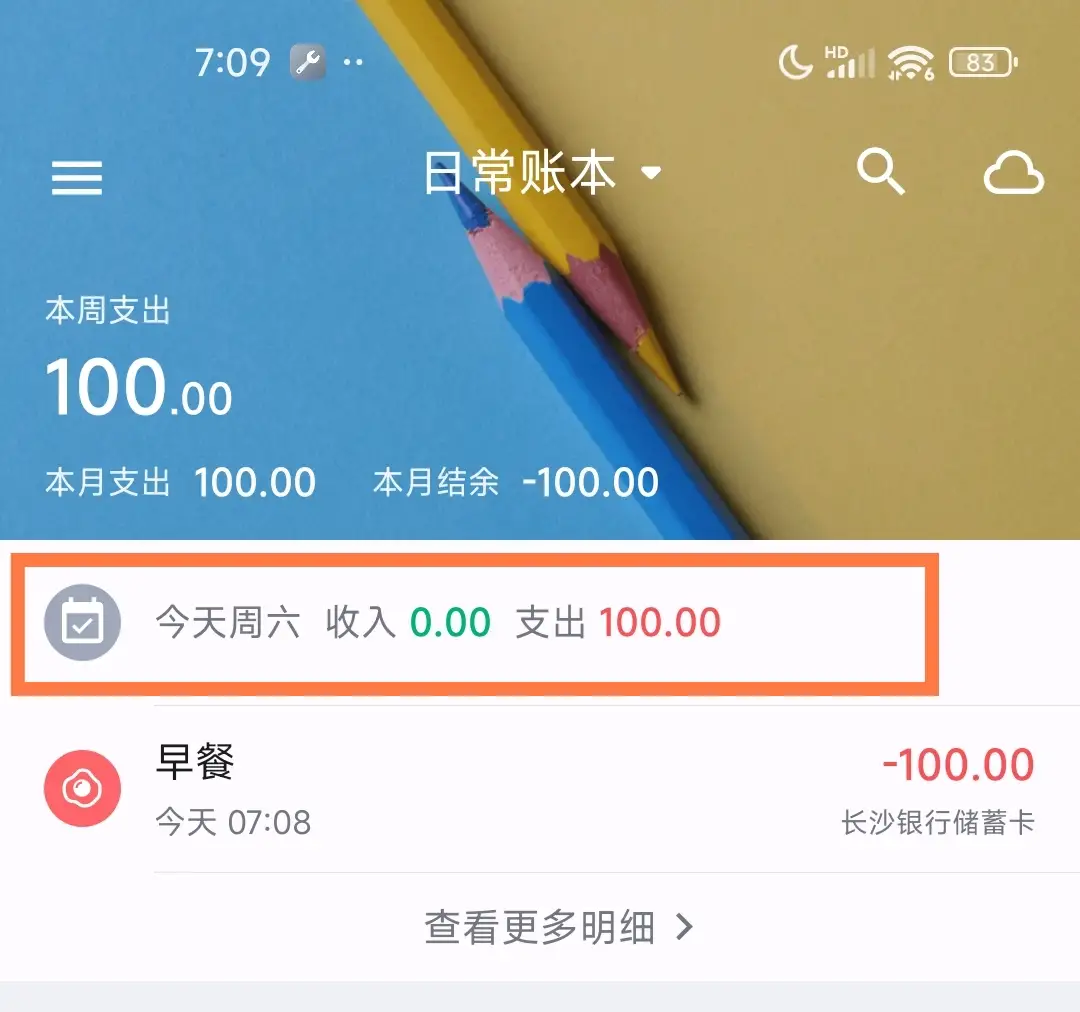 7:09 HD 6 83
日常账本
本周支出
100.00
本月支出 100.00 本月结余 -100.00
今天周六 收入 0.00 支出 100.00
早餐 -100.00
今天 07:08 长沙银行储蓄卡
查看更多明细